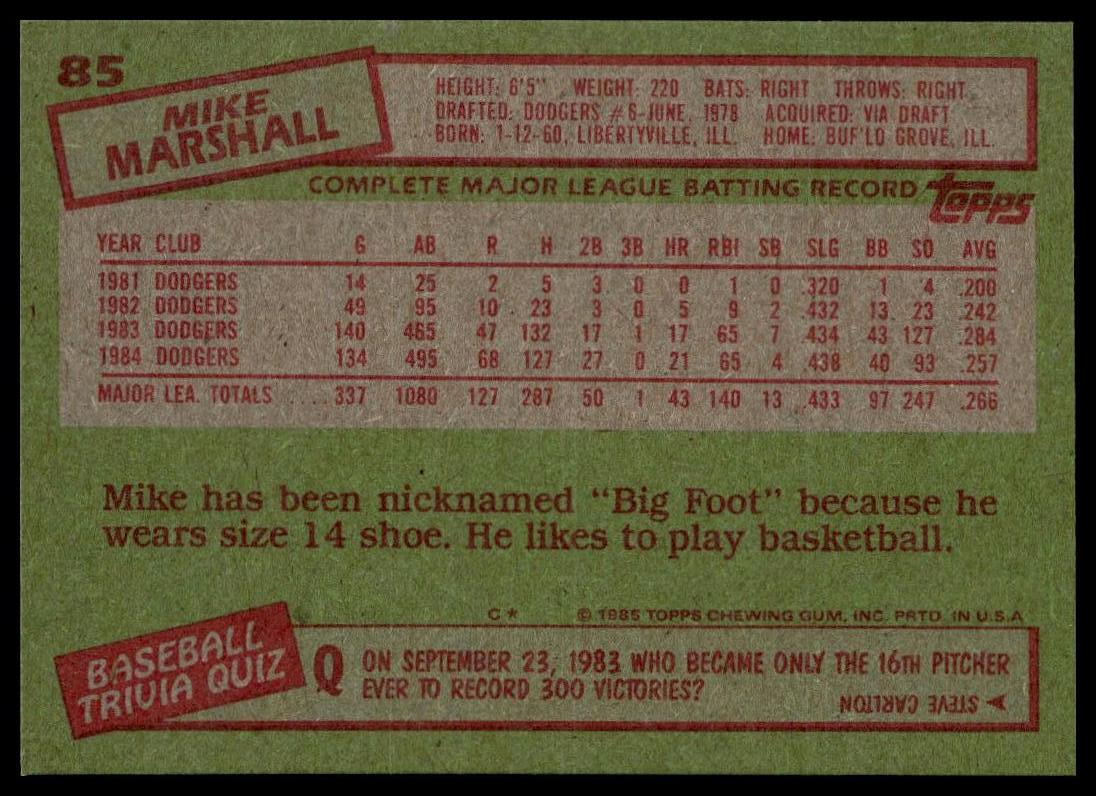 85
MIKE
MARSHALL
HEIGHT: 6'5" WEIGHT: 220 BATS: RIGHT THROWS: RIGHT
DRAFTED: DODGERS #6-JUNE, 1978 ACQUIRED: VIA DRAFT
BORN: 1-12-60, LIBERTYVILLE, ILL. HOME: BUF'LO GROVE, ILL.
COMPLETE MAJOR LEAGUE BATTING RECORD topps
YEAR CLUB G AB R H 2B 3B HR RBI SB SLG BB SO AVG
1981 DODGERS 14 25 2 5 3 0 0 1 0 .320 1 4 .200
1982 DODGERS 49 95 10 23 3 0 5 9 2 .432 13 23 .242
1983 DODGERS 140 465 47 132 17 1 17 65 7 .434 43 127 .284
1984 DODGERS 134 495 68 127 27 0 21 65 4 .438 40 93 .257
MAJOR LEA. TOTALS 337 1080 127 287 50 1 43 140 13 .433 97 247 .266
Mike has been nicknamed "Big Foot" because he
wears size 14 shoe. He likes to play basketball.
C* © 1985 TOPPS CHEWING GUM, INC. PRTD. IN U.S.A
BASEBALL
TRIVIA QUIZ
Q ON SEPTEMBER 23, 1983 WHO BECAME ONLY THE 16TH PITCHER
EVER TO RECORD 300 VICTORIES?
A STEVE CARLTON